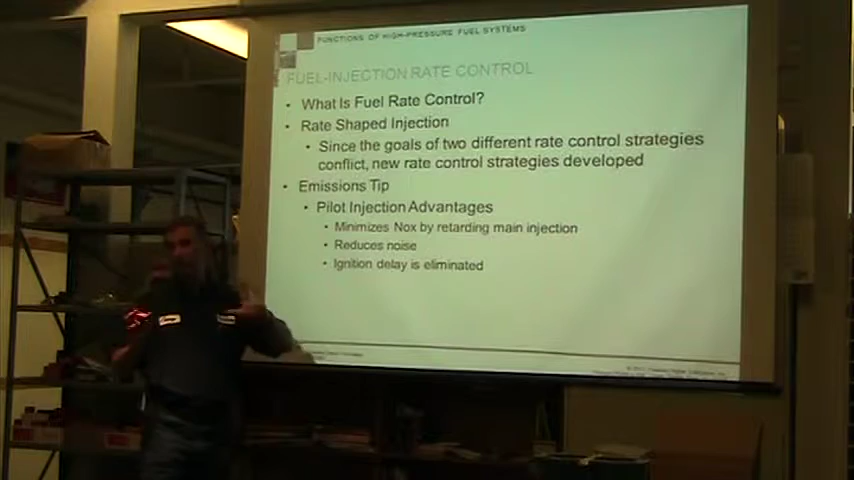 FUNCTIONS OF HIGH-PRESSURE FUEL SYSTEMS
FUEL-INJECTION RATE CONTROL
• What Is Fuel Rate Control?
• Rate Shaped Injection
• Since the goals of two different rate control strategies
conflict, new rate control strategies developed
• Emissions Tip
• Pilot Injection Advantages
• Minimizes Nox by retarding main injection
• Reduces noise
• Ignition delay is eliminated